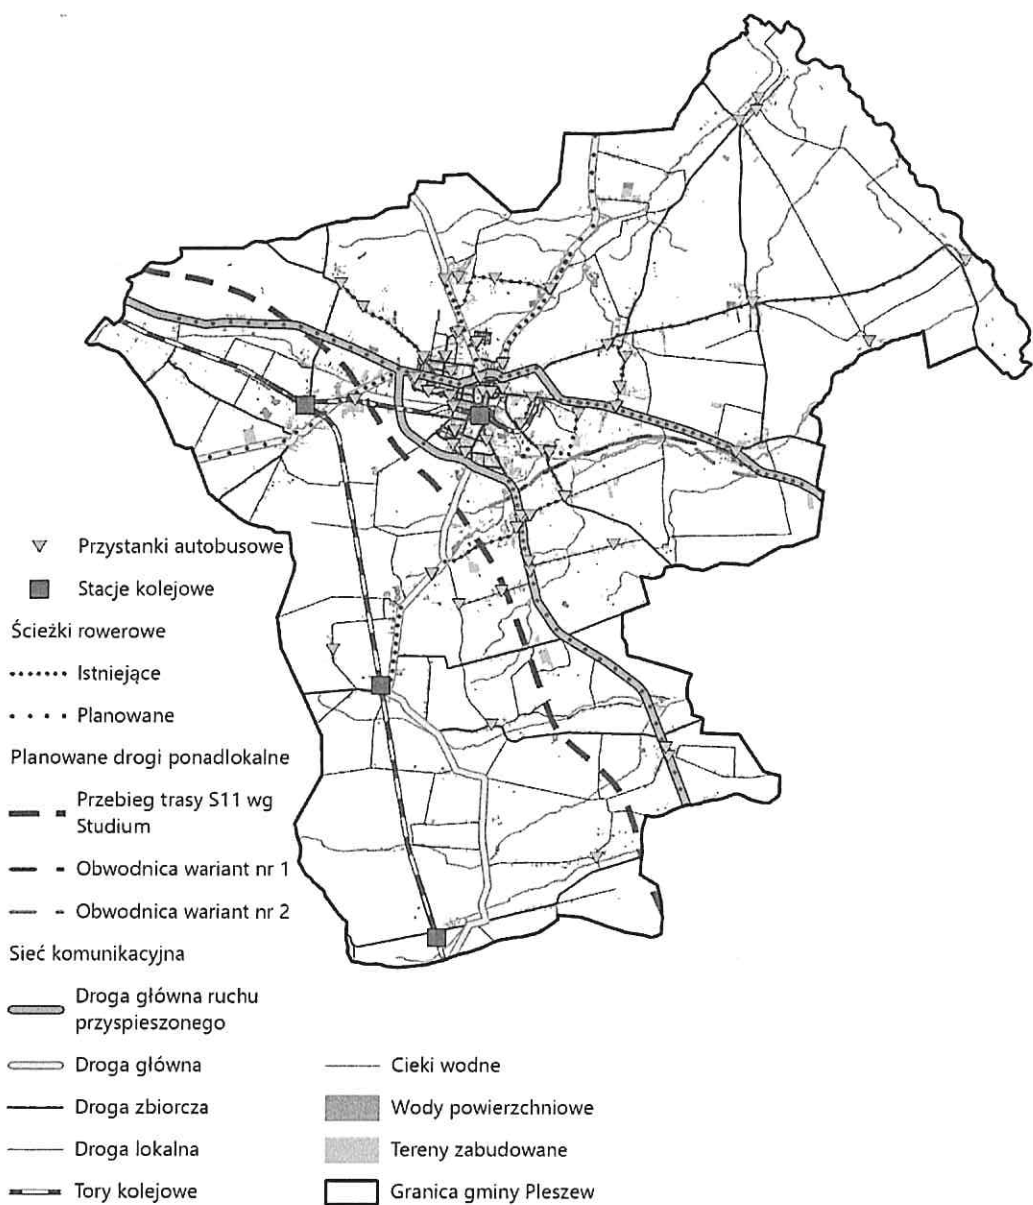 Przystanki autobusowe
Stacje kolejowe
Ścieżki rowerowe
Istniejące
Planowane
Planowane drogi ponadlokalne
Przebieg trasy S11 wg
Studium
Obwodnica wariant nr 1
Obwodnica wariant nr 2
Sieć komunikacyjna
Droga główna ruchu
przyspieszonego
Droga główna
Droga zbiorcza
Droga lokalna
Tory kolejowe
Cieki wodne
Wody powierzchniowe
Tereny zabudowane
Granica gminy Pleszew